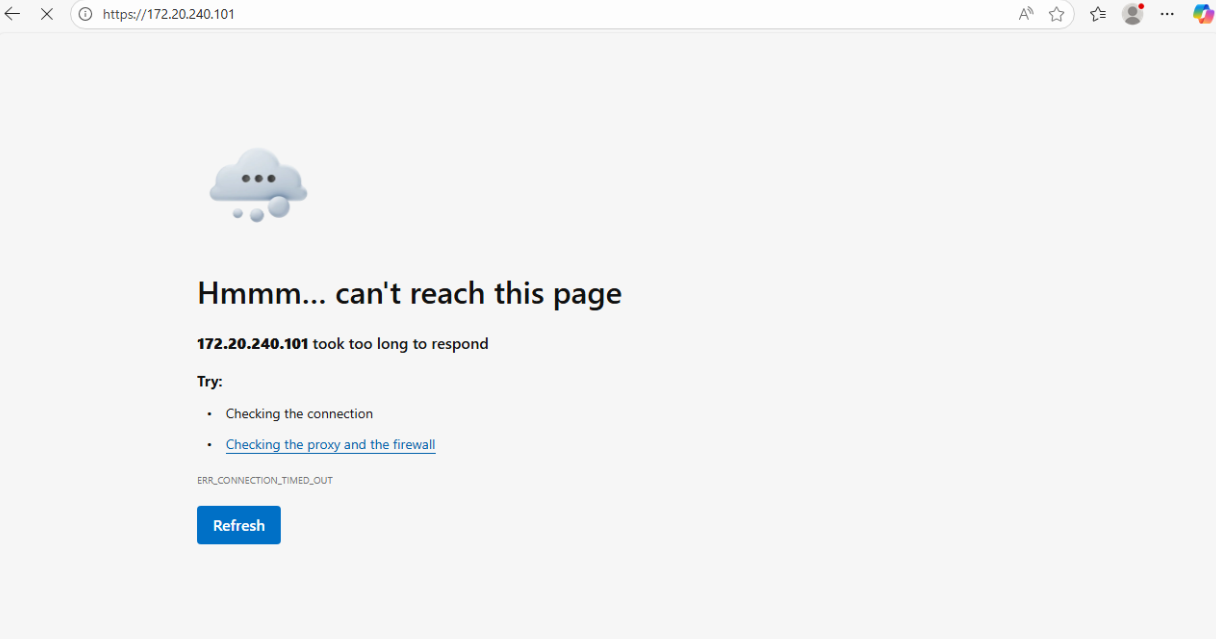 https://172.20.240.101
Hmmm... can't reach this page
172.20.240.101 took too long to respond
Try:
• Checking the connection
• Checking the proxy and the firewall
ERR_CONNECTION_TIMED_OUT
Refresh